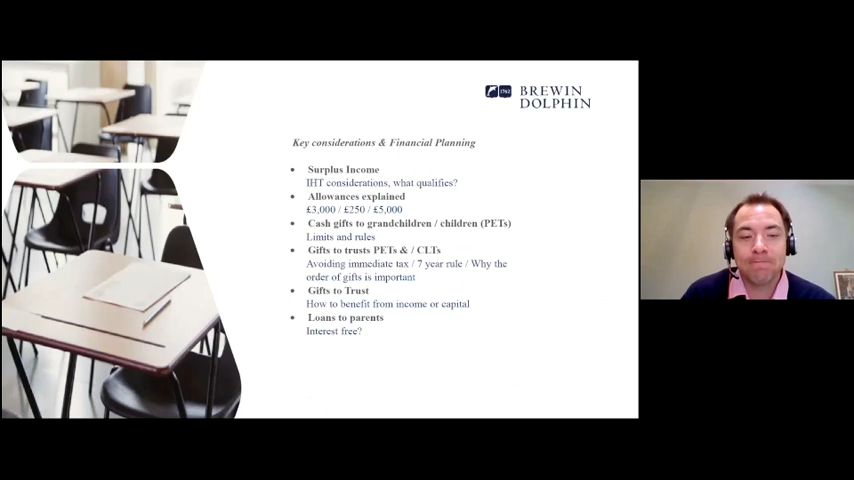 1762
BREWIN
DOLPHIN
Key considerations & Financial Planning
• Surplus Income
IHT considerations, what qualifies?
• Allowances explained
£3,000 / £250 / £5,000
• Cash gifts to grandchildren / children (PETs)
Limits and rules
• Gifts to trusts PETs & / CLTs
Avoiding immediate tax / 7 year rule / Why the
order of gifts is important
• Gifts to Trust
How to benefit from income or capital
• Loans to parents
Interest free?